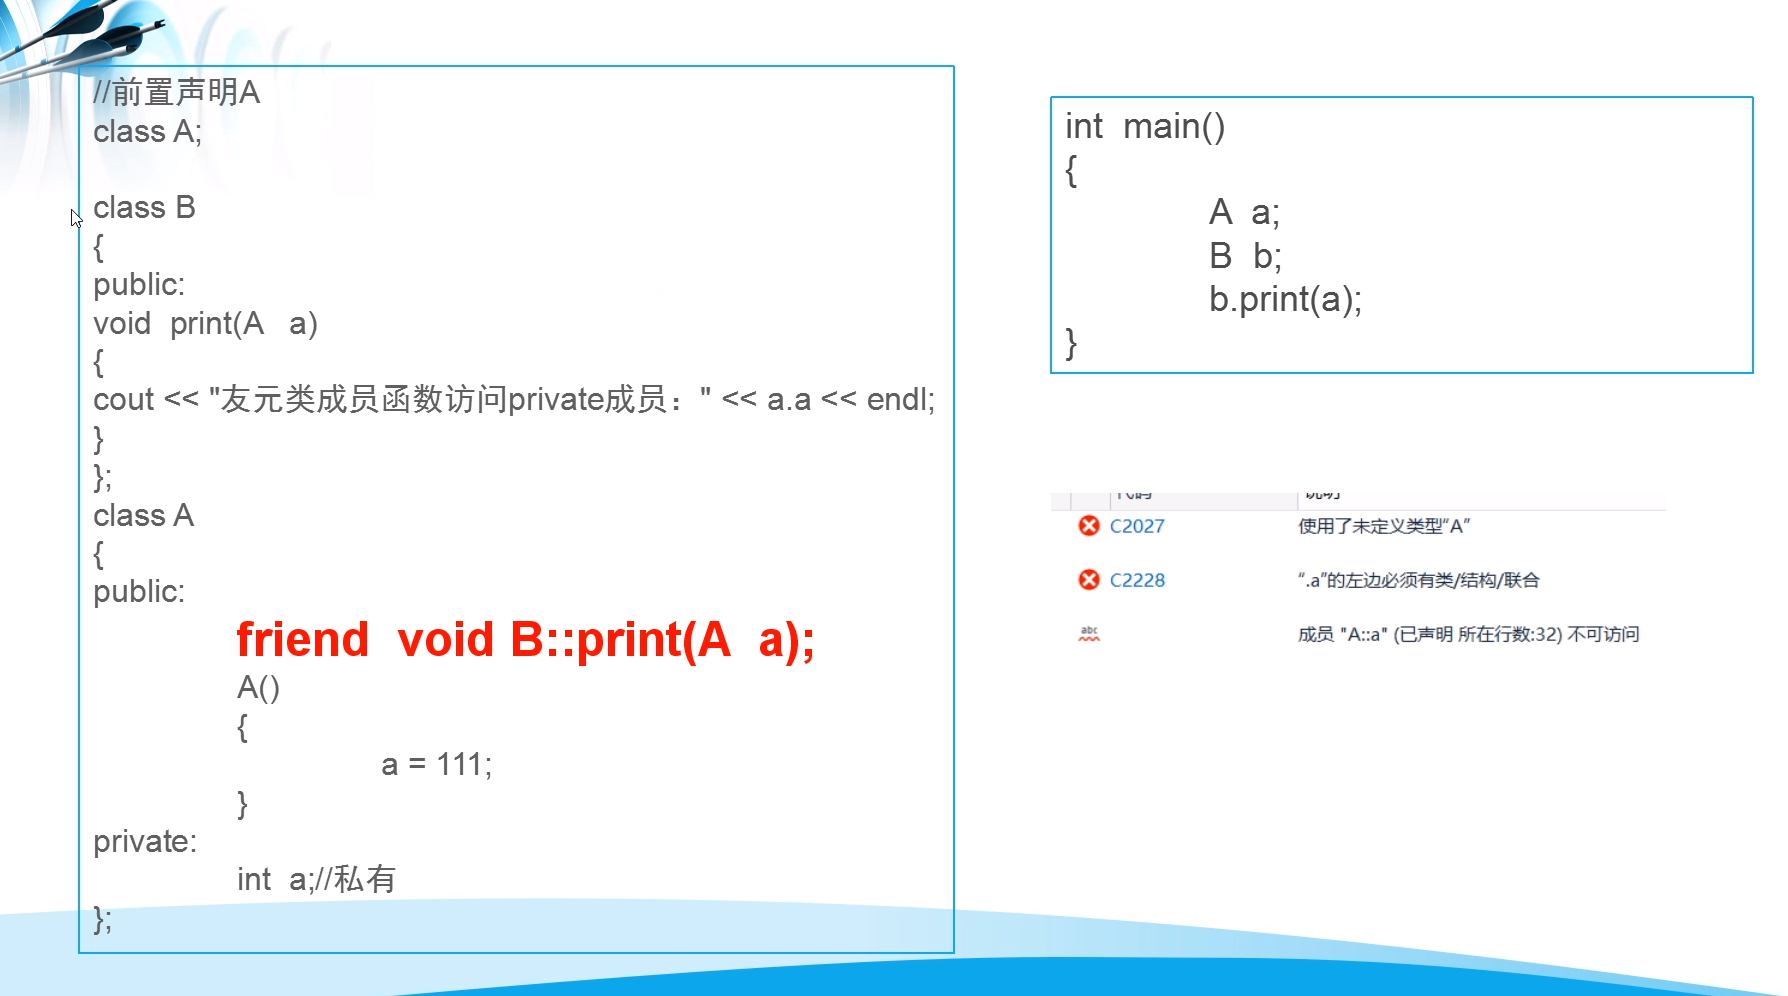 //前置声明A
class A;
class B
{
public:
void  print(A   a)
{
cout << "友元类成员函数访问private成员：" << a.a << endl;
}
};
class A
{
public:
friend  void B::print(A  a);
A()
{
a = 111;
}
private:
int  a;//私有
};
int  main()
{
A  a;
B  b;
b.print(a);
}
代码 说明
C2027 使用了未定义类型“A”
C2228 “.a”的左边必须有类/结构/联合
abc 成员 "A::a" (已声明 所在行数:32) 不可访问